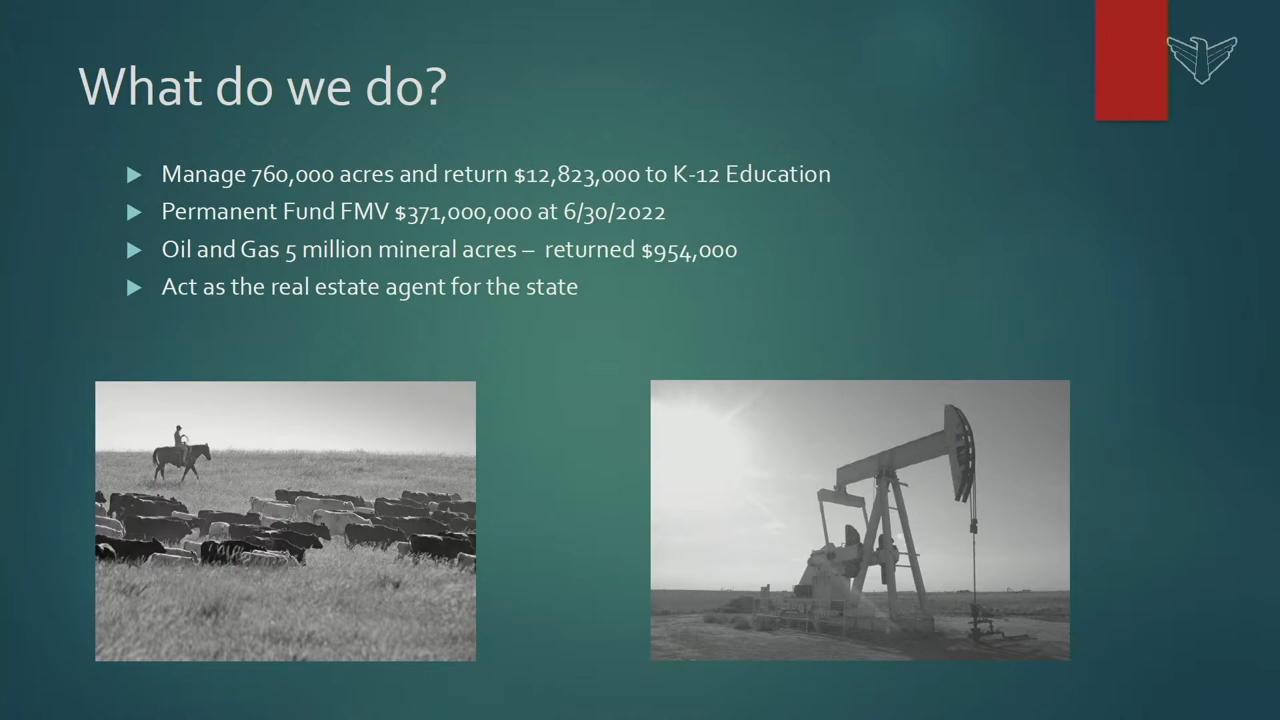 What do we do?
Manage 760,000 acres and return $12,823,000 to K-12 Education
Permanent Fund FMV $371,000,000 at 6/30/2022
Oil and Gas 5 million mineral acres – returned $954,000
Act as the real estate agent for the state